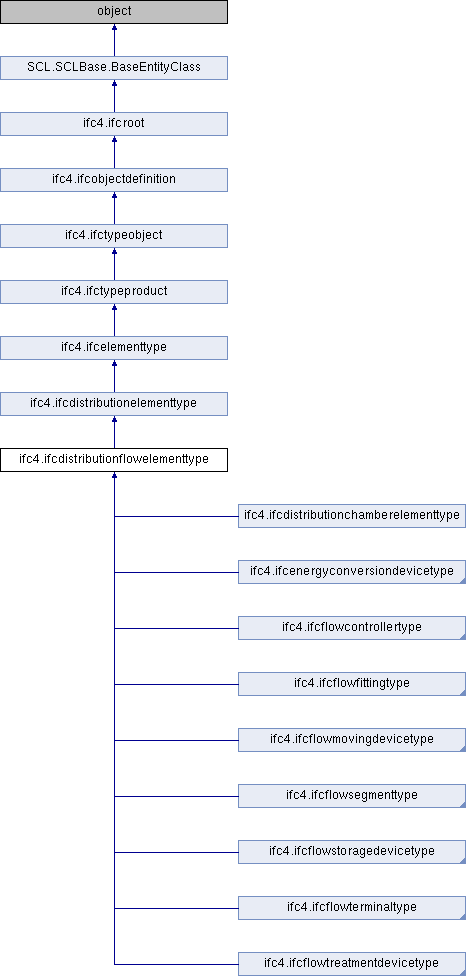 object
SCL.SCLBase.BaseEntityClass
ifc4.ifcroot
ifc4.ifcobjectdefinition
ifc4.ifctypeobject
ifc4.ifctypeproduct
ifc4.ifcelementtype
ifc4.ifcdistributionelementtype
ifc4.ifcdistributionflowelementtype
ifc4.ifcdistributionchamberelementtype
ifc4.ifcenergyconversiondevicetype
ifc4.ifcflowcontrollertype
ifc4.ifcflowfittingtype
ifc4.ifcflowmovingdevicetype
ifc4.ifcflowsegmenttype
ifc4.ifcflowstoragedevicetype
ifc4.ifcflowterminaltype
ifc4.ifcflowtreatmentdevicetype